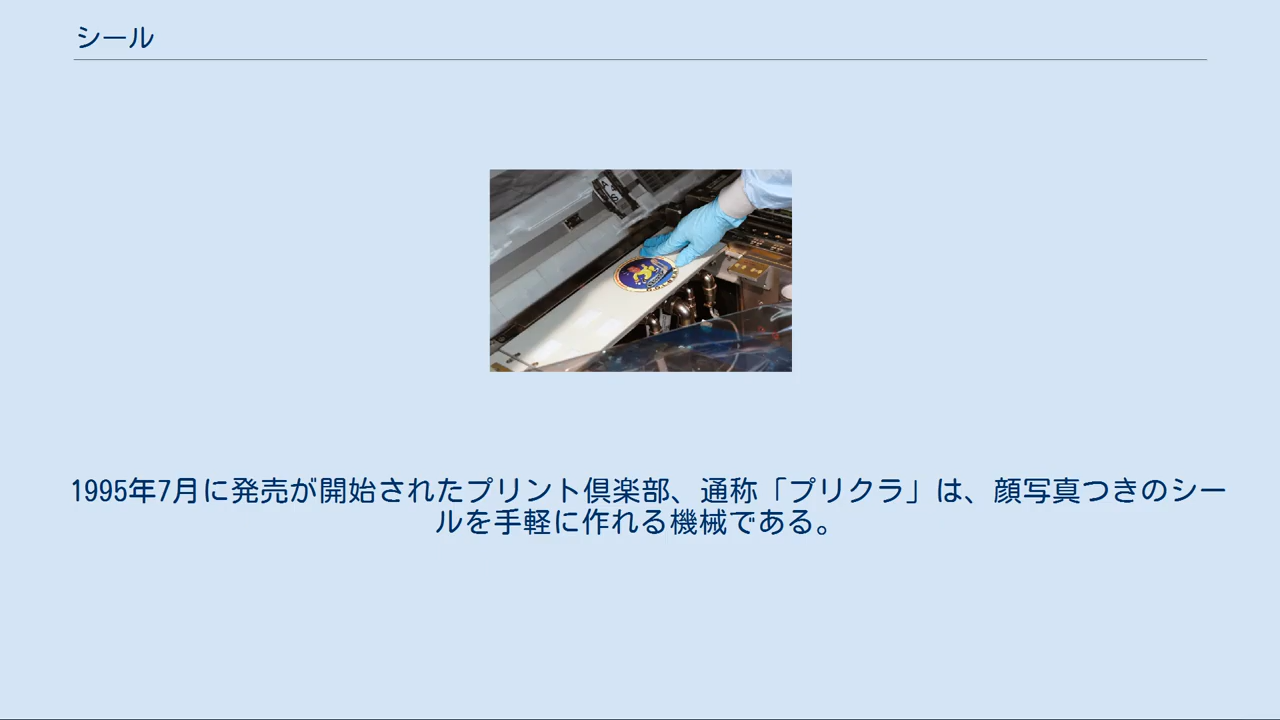 シール
1995年7月に発売が開始されたプリント倶楽部、通称「プリクラ」は、顔写真つきのシー
ルを手軽に作れる機械である。